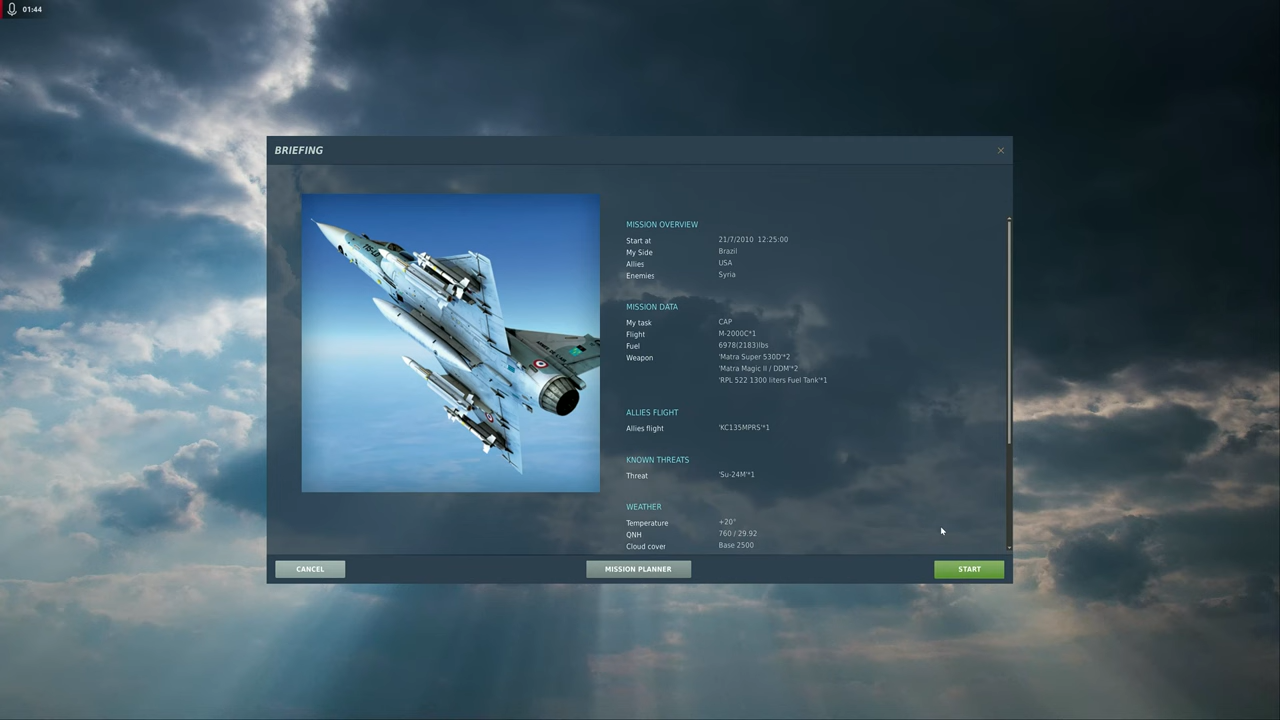 01:44
BRIEFING
MISSION OVERVIEW
Start at 21/7/2010 12:25:00
My Side Brazil
Allies USA
Enemies Syria
MISSION DATA
My task CAP
Flight M-2000C*1
Fuel 6978(2183)lbs
Weapon 'Matra Super 530D'*2
'Matra Magic II / DDM'*2
'RPL 522 1300 liters Fuel Tank'*1
ALLIES FLIGHT
Allies flight 'KC135MPRS'*1
KNOWN THREATS
Threat 'Su-24M'*1
WEATHER
Temperature +20°
QNH 760 / 29.92
Cloud cover Base 2500
CANCEL MISSION PLANNER START